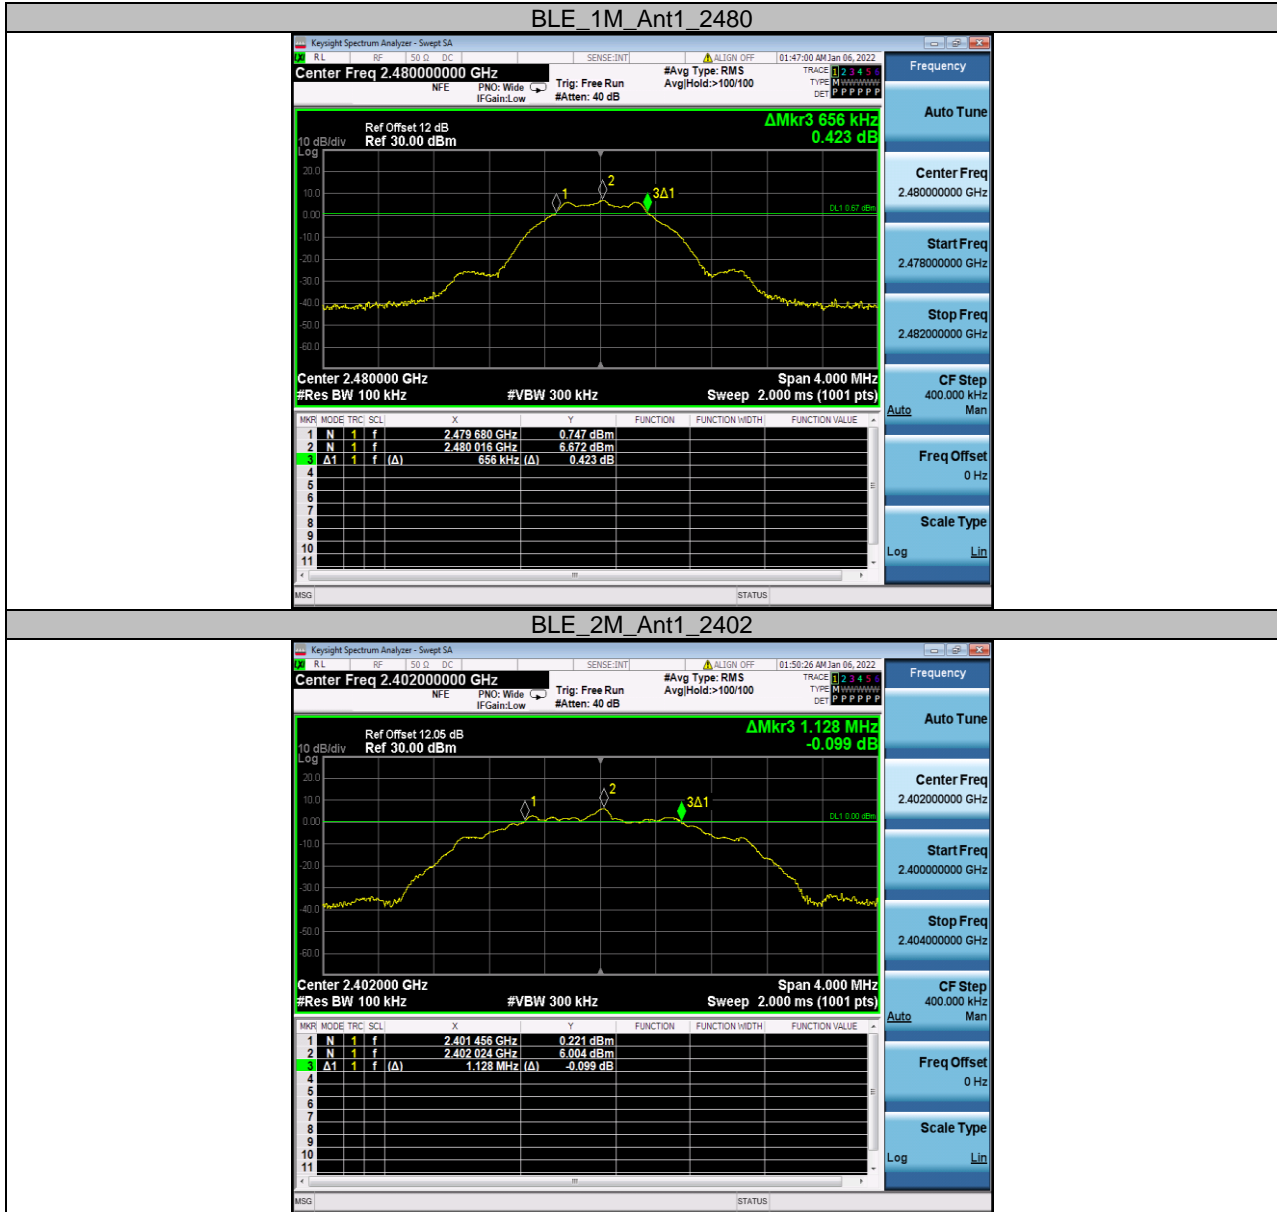 BLE_1M_Ant1_2480
Keysight Spectrum Analyzer - Swept SA
RL RF 50 Ω DC SENSE:INT ALIGN OFF 01:47:00 AM Jan 06, 2022
Center Freq 2.480000000 GHz
NFE PNO: Wide IFGain:Low
Trig: Free Run #Atten: 40 dB
#Avg Type: RMS Avg|Hold:>100/100
TRACE 1 2 3 4 5 6
TYPE M WWWWW
DET P P P P P P
Frequency
Auto Tune
Center Freq
2.480000000 GHz
Start Freq
2.478000000 GHz
Stop Freq
2.482000000 GHz
CF Step
400.000 kHz
Auto Man
Freq Offset
0 Hz
Scale Type
Log Lin
ΔMkr3 656 kHz
0.423 dB
Ref Offset 12 dB
10 dB/div Ref 30.00 dBm
Log
20.0
10.0
0.00
-10.0
-20.0
-30.0
-40.0
-50.0
-60.0
1
2
3Δ1
DL1 0.67 dBm
Center 2.480000 GHz Span 4.000 MHz
#Res BW 100 kHz #VBW 300 kHz Sweep 2.000 ms (1001 pts)
MKR MODE TRC SCL X Y FUNCTION FUNCTION WIDTH FUNCTION VALUE
1 N 1 f 2.479 680 GHz 0.747 dBm
2 N 1 f 2.480 016 GHz 6.672 dBm
3 Δ1 1 f (Δ) 656 kHz (Δ) 0.423 dB
4
5
6
7
8
9
10
11
MSG STATUS
BLE_2M_Ant1_2402
Keysight Spectrum Analyzer - Swept SA
RL RF 50 Ω DC SENSE:INT ALIGN OFF 01:50:26 AM Jan 06, 2022
Center Freq 2.402000000 GHz
NFE PNO: Wide IFGain:Low
Trig: Free Run #Atten: 40 dB
#Avg Type: RMS Avg|Hold:>100/100
TRACE 1 2 3 4 5 6
TYPE M WWWWW
DET P P P P P P
Frequency
Auto Tune
Center Freq
2.402000000 GHz
Start Freq
2.400000000 GHz
Stop Freq
2.404000000 GHz
CF Step
400.000 kHz
Auto Man
Freq Offset
0 Hz
Scale Type
Log Lin
ΔMkr3 1.128 MHz
-0.099 dB
Ref Offset 12.05 dB
10 dB/div Ref 30.00 dBm
Log
20.0
10.0
0.00
-10.0
-20.0
-30.0
-40.0
-50.0
-60.0
1
2
3Δ1
DL1 0.00 dBm
Center 2.402000 GHz Span 4.000 MHz
#Res BW 100 kHz #VBW 300 kHz Sweep 2.000 ms (1001 pts)
MKR MODE TRC SCL X Y FUNCTION FUNCTION WIDTH FUNCTION VALUE
1 N 1 f 2.401 456 GHz 0.221 dBm
2 N 1 f 2.402 024 GHz 6.004 dBm
3 Δ1 1 f (Δ) 1.128 MHz (Δ) -0.099 dB
4
5
6
7
8
9
10
11
MSG STATUS